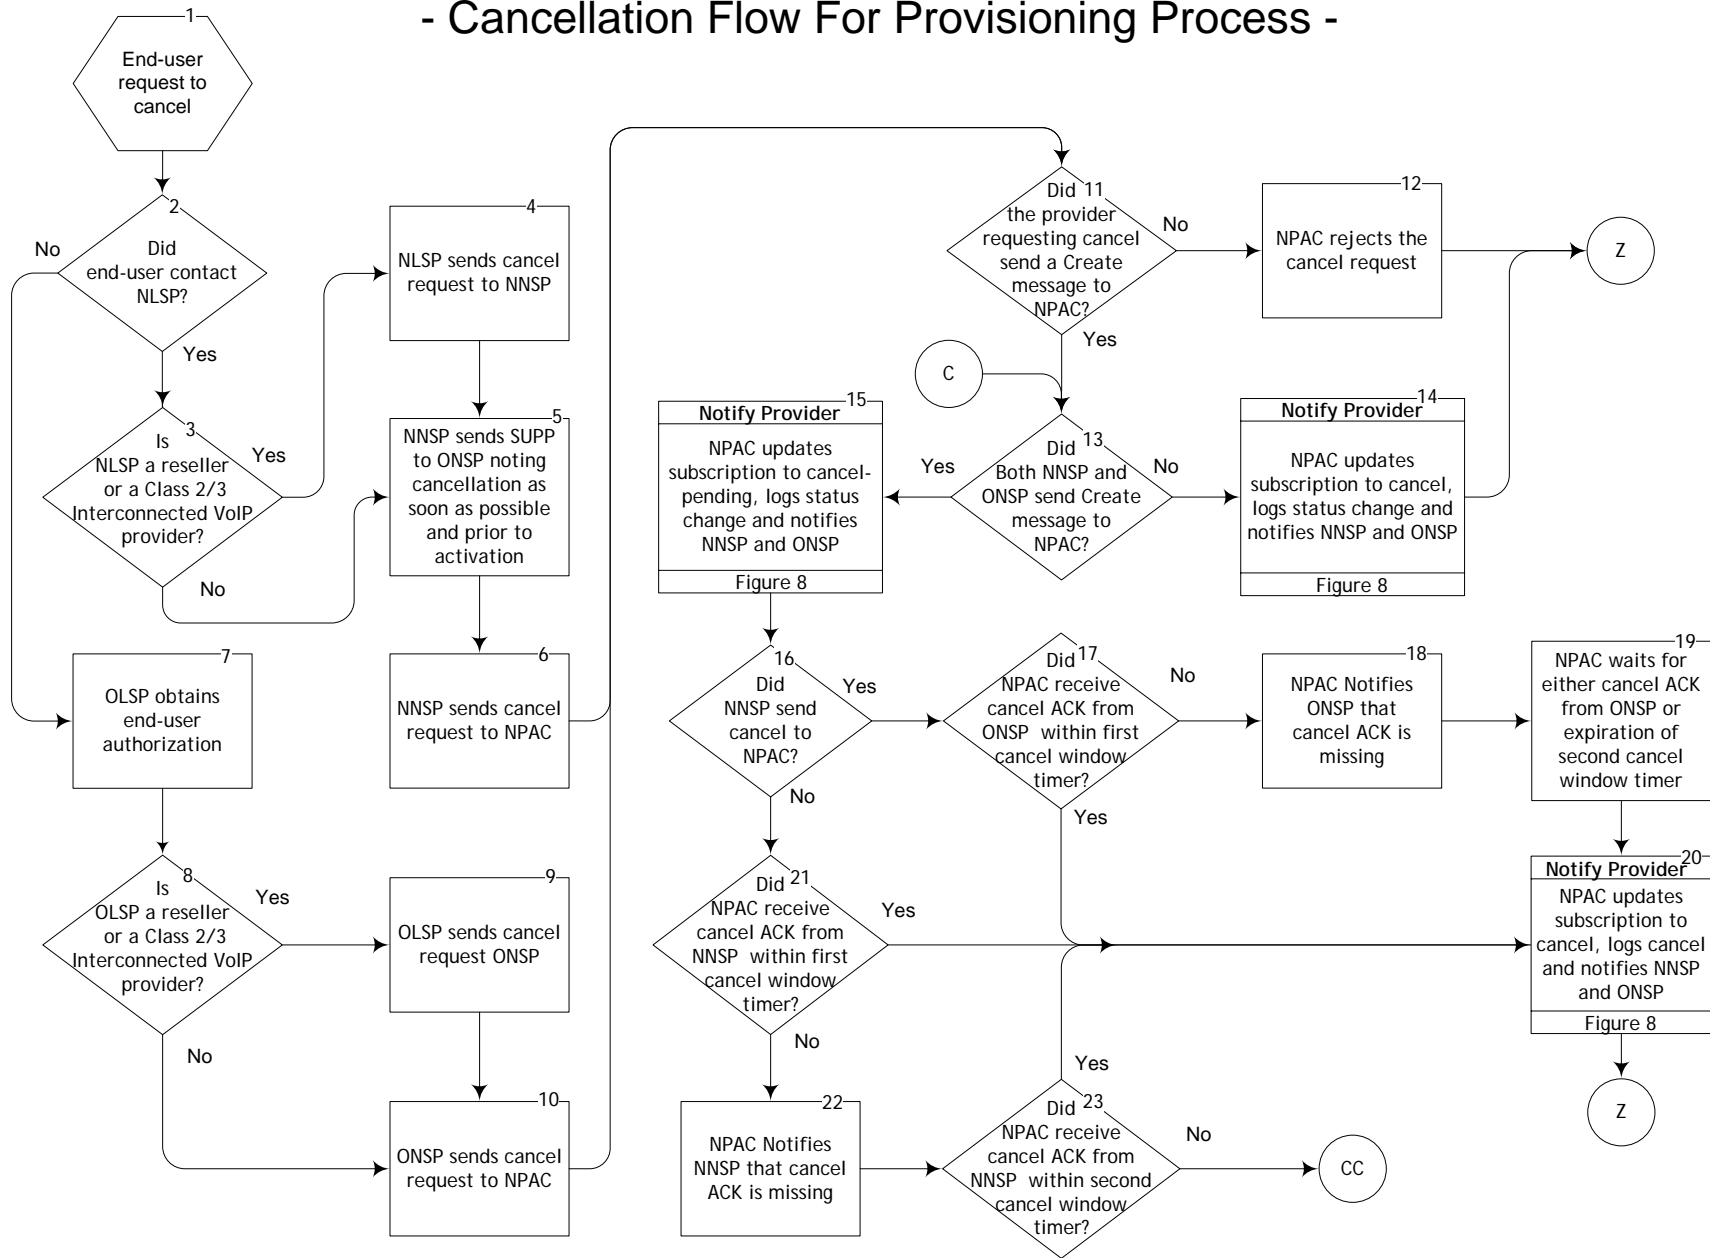 - Cancellation Flow For Provisioning Process -
1
End-user
request to
cancel
2
Did
end-user contact
NLSP?
No
Yes
3
Is
NLSP a reseller
or a Class 2/3
Interconnected VoIP
provider?
Yes
No
4
NLSP sends cancel
request to NNSP
5
NNSP sends SUPP
to ONSP noting
cancellation as
soon as possible
and prior to
activation
6
NNSP sends cancel
request to NPAC
7
OLSP obtains
end-user
authorization
8
Is
OLSP a reseller
or a Class 2/3
Interconnected VoIP
provider?
Yes
No
9
OLSP sends cancel
request ONSP
10
ONSP sends cancel
request to NPAC
11
Did
the provider
requesting cancel
send a Create
message to
NPAC?
No
Yes
12
NPAC rejects the
cancel request
Z
C
13
Did
Both NNSP and
ONSP send Create
message to
NPAC?
Yes
No
14
Notify Provider
NPAC updates
subscription to cancel,
logs status change and
notifies NNSP and ONSP
Figure 8
15
Notify Provider
NPAC updates
subscription to cancel-
pending, logs status
change and notifies
NNSP and ONSP
Figure 8
16
Did
NNSP send
cancel to
NPAC?
Yes
No
17
Did
NPAC receive
cancel ACK from
ONSP within first
cancel window
timer?
No
Yes
18
NPAC Notifies
ONSP that
cancel ACK is
missing
19
NPAC waits for
either cancel ACK
from ONSP or
expiration of
second cancel
window timer
20
Notify Provider
NPAC updates
subscription to
cancel, logs cancel
and notifies NNSP
and ONSP
Figure 8
Z
21
Did
NPAC receive
cancel ACK from
NNSP within first
cancel window
timer?
Yes
No
22
NPAC Notifies
NNSP that cancel
ACK is missing
23
Did
NPAC receive
cancel ACK from
NNSP within second
cancel window
timer?
Yes
No
CC